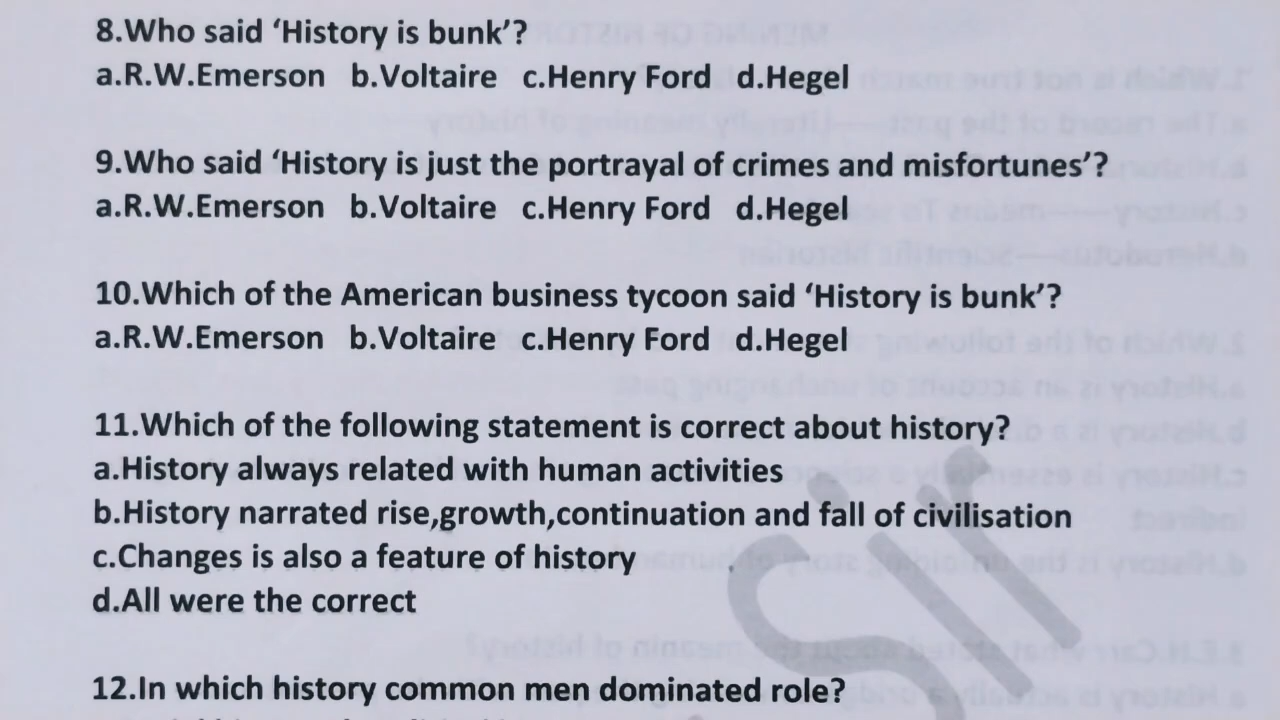 8.Who said ‘History is bunk’?
a.R.W.Emerson b.Voltaire c.Henry Ford d.Hegel
9.Who said ‘History is just the portrayal of crimes and misfortunes’?
a.R.W.Emerson b.Voltaire c.Henry Ford d.Hegel
10.Which of the American business tycoon said ‘History is bunk’?
a.R.W.Emerson b.Voltaire c.Henry Ford d.Hegel
11.Which of the following statement is correct about history?
a.History always related with human activities
b.History narrated rise,growth,continuation and fall of civilisation
c.Changes is also a feature of history
d.All were the correct
12.In which history common men dominated role?
Sir